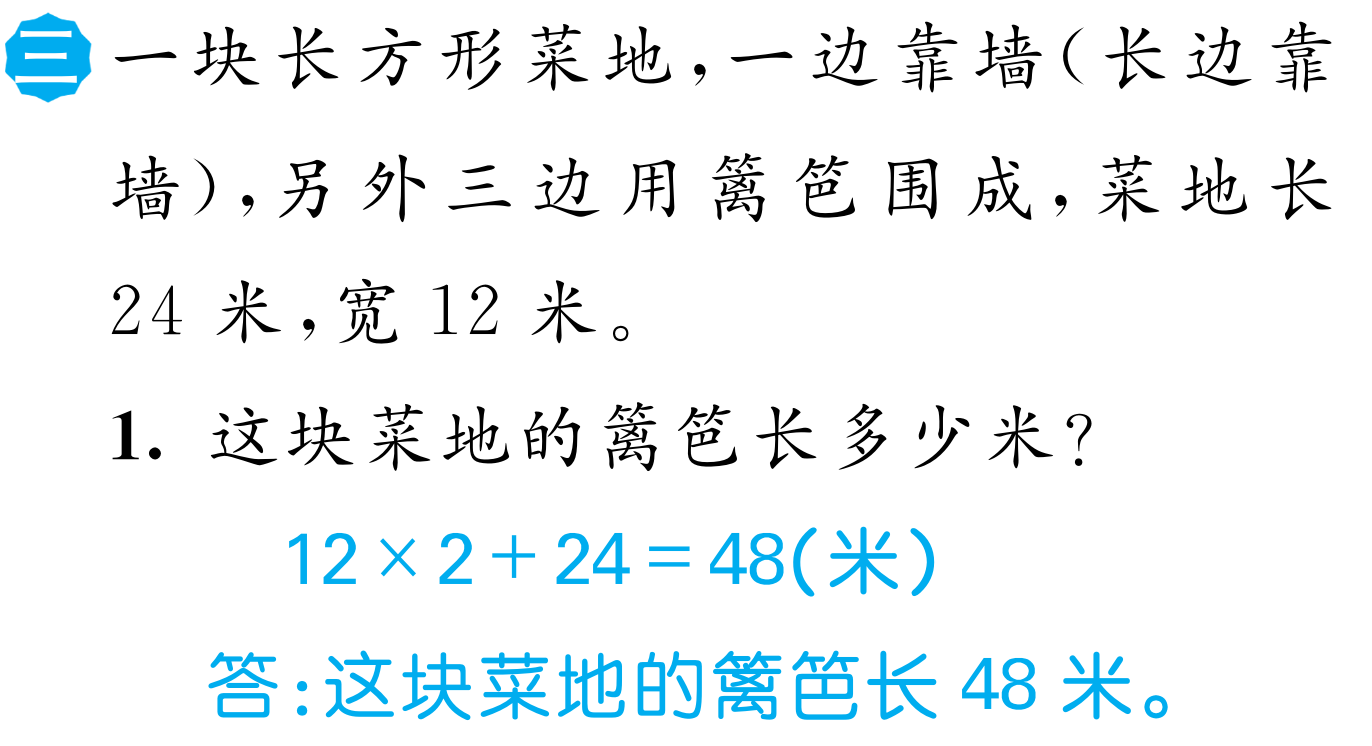 三 一块长方形菜地，一边靠墙（长边靠
墙），另外三边用篱笆围成，菜地长
24 米，宽 12 米。
1. 这块菜地的篱笆长多少米？
12×2+24=48(米)
答：这块菜地的篱笆长 48 米。